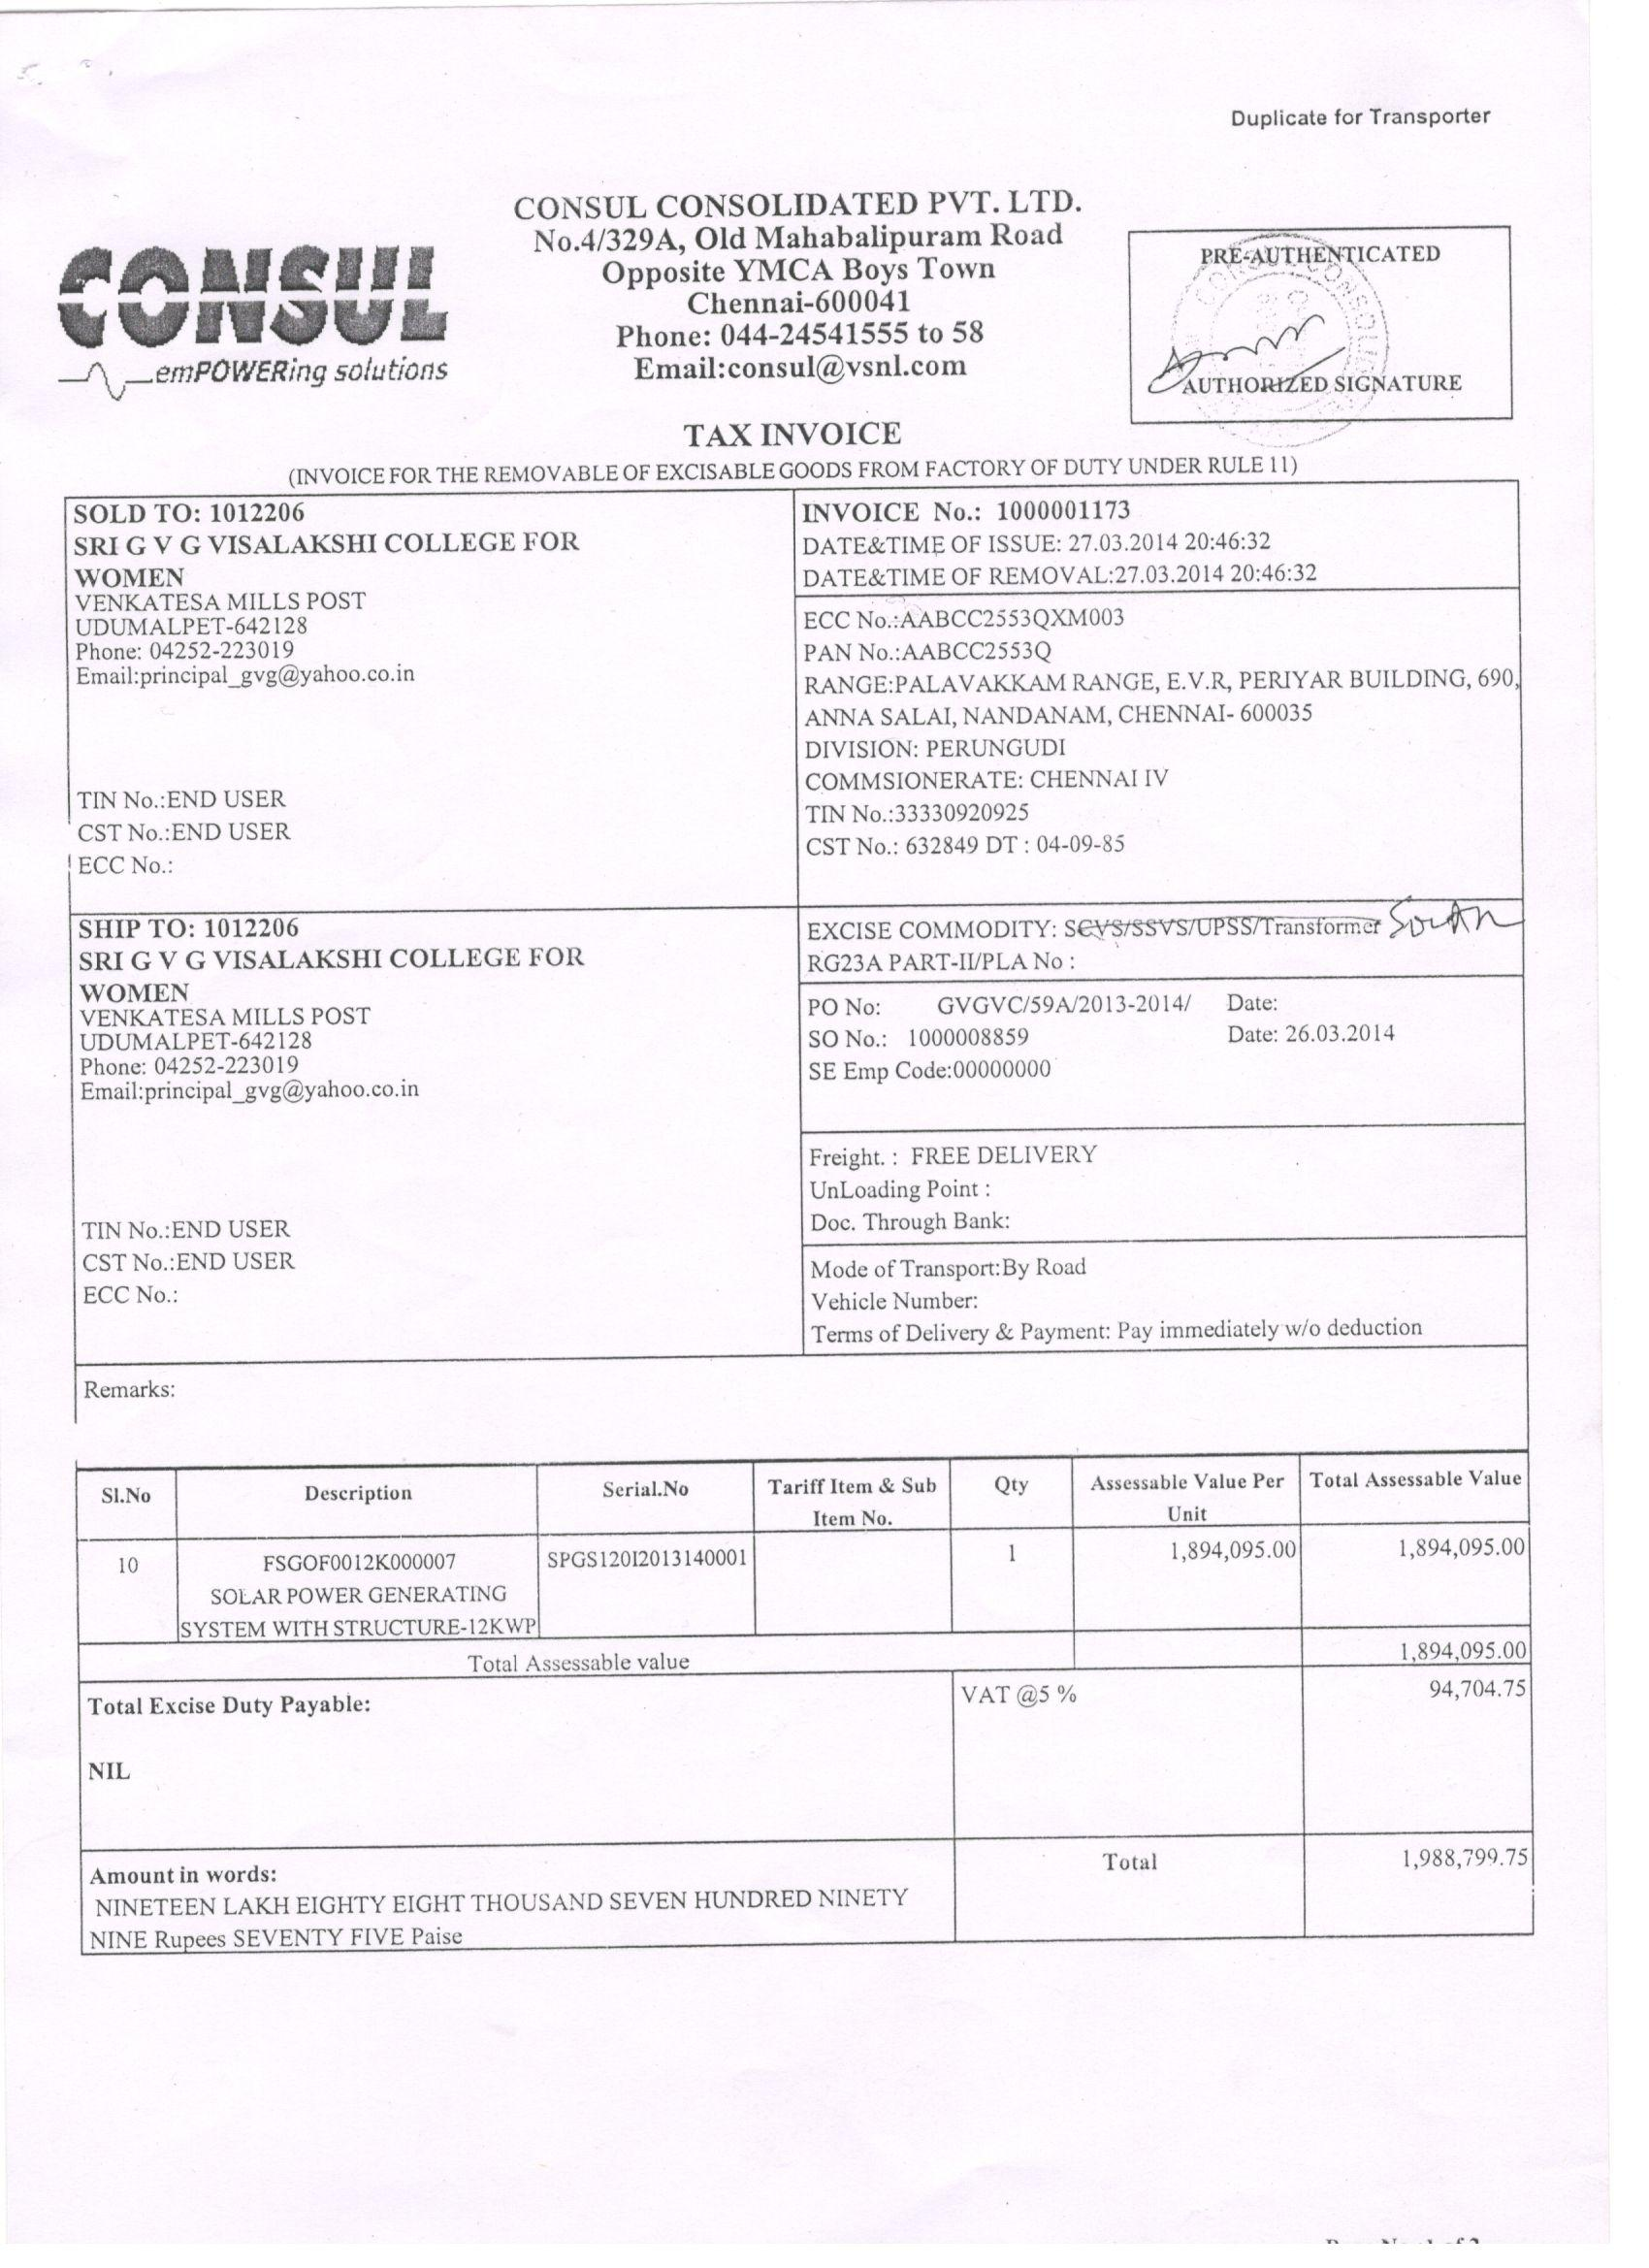 Duplicate for Transporter
CONSUL
emPOWERing solutions
CONSUL CONSOLIDATED PVT. LTD.
No.4/329A, Old Mahabalipuram Road
Opposite YMCA Boys Town
Chennai-600041
Phone: 044-24541555 to 58
Email:consul@vsnl.com
PRE-AUTHENTICATED
AUTHORIZED SIGNATURE
TAX INVOICE
(INVOICE FOR THE REMOVABLE OF EXCISABLE GOODS FROM FACTORY OF DUTY UNDER RULE 11)
SOLD TO: 1012206
SRI G V G VISALAKSHI COLLEGE FOR
WOMEN
VENKATESA MILLS POST
UDUMALPET-642128
Phone: 04252-223019
Email:principal_gvg@yahoo.co.in
TIN No.:END USER
CST No.:END USER
ECC No.:
INVOICE No.: 1000001173
DATE&TIME OF ISSUE: 27.03.2014 20:46:32
DATE&TIME OF REMOVAL:27.03.2014 20:46:32
ECC No.:AABCC2553QXM003
PAN No.:AABCC2553Q
RANGE:PALAVAKKAM RANGE, E.V.R, PERIYAR BUILDING, 690,
ANNA SALAI, NANDANAM, CHENNAI- 600035
DIVISION: PERUNGUDI
COMMSIONERATE: CHENNAI IV
TIN No.:33330920925
CST No.: 632849 DT : 04-09-85
SHIP TO: 1012206
SRI G V G VISALAKSHI COLLEGE FOR
WOMEN
VENKATESA MILLS POST
UDUMALPET-642128
Phone: 04252-223019
Email:principal_gvg@yahoo.co.in
TIN No.:END USER
CST No.:END USER
ECC No.:
EXCISE COMMODITY: SCVS/SSVS/UPSS/Transformer
RG23A PART-II/PLA No :
PO No: GVGVC/59A/2013-2014/ Date:
SO No.: 1000008859 Date: 26.03.2014
SE Emp Code:00000000
Freight. : FREE DELIVERY
UnLoading Point :
Doc. Through Bank:
Mode of Transport:By Road
Vehicle Number:
Terms of Delivery & Payment: Pay immediately w/o deduction
Remarks:
Sl.No Description Serial.No Tariff Item & Sub Item No. Qty Assessable Value Per Unit Total Assessable Value
10 FSGOF0012K000007 SPGS120I2013140001 1 1,894,095.00 1,894,095.00
SOLAR POWER GENERATING
SYSTEM WITH STRUCTURE-12KWP
Total Assessable value 1,894,095.00
Total Excise Duty Payable: VAT @5 % 94,704.75
NIL
Amount in words: Total 1,988,799.75
NINETEEN LAKH EIGHTY EIGHT THOUSAND SEVEN HUNDRED NINETY
NINE Rupees SEVENTY FIVE Paise